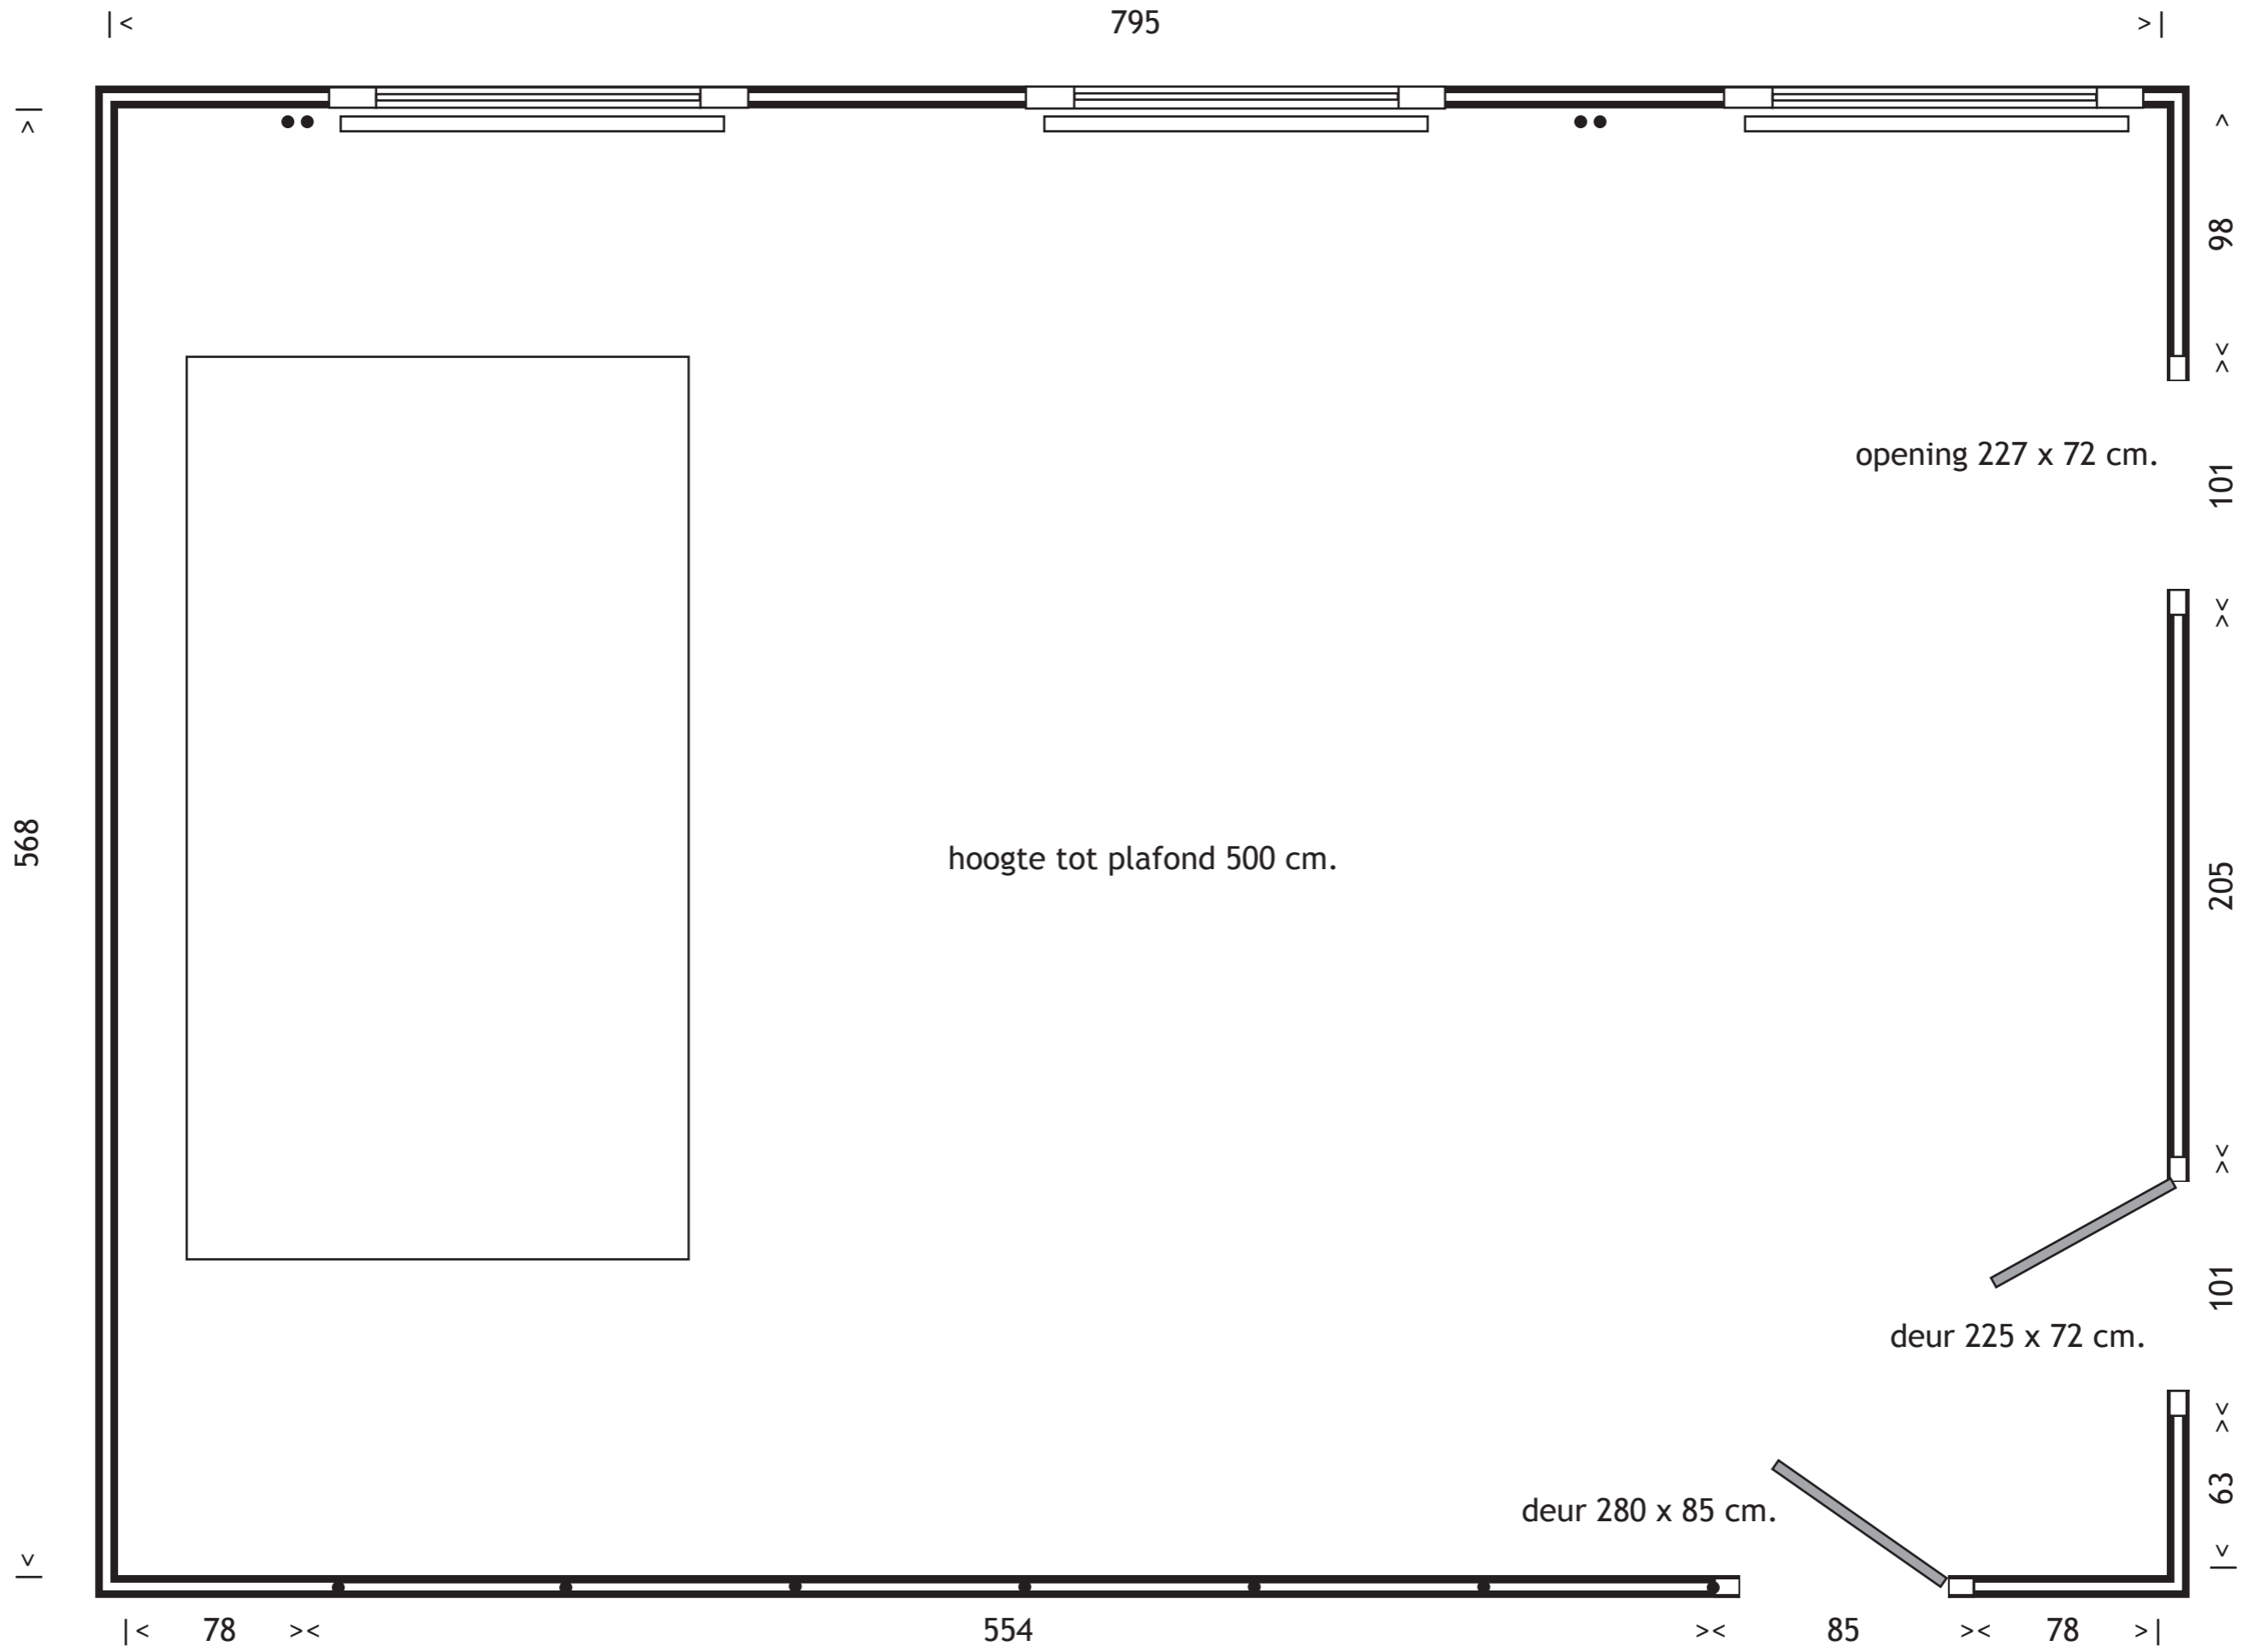 |< 795 >|
98
opening 227 x 72 cm.
101
568
hoogte tot plafond 500 cm.
205
101
deur 225 x 72 cm.
63
deur 280 x 85 cm.
|< 78 >< 554 >< 85 >< 78 >|